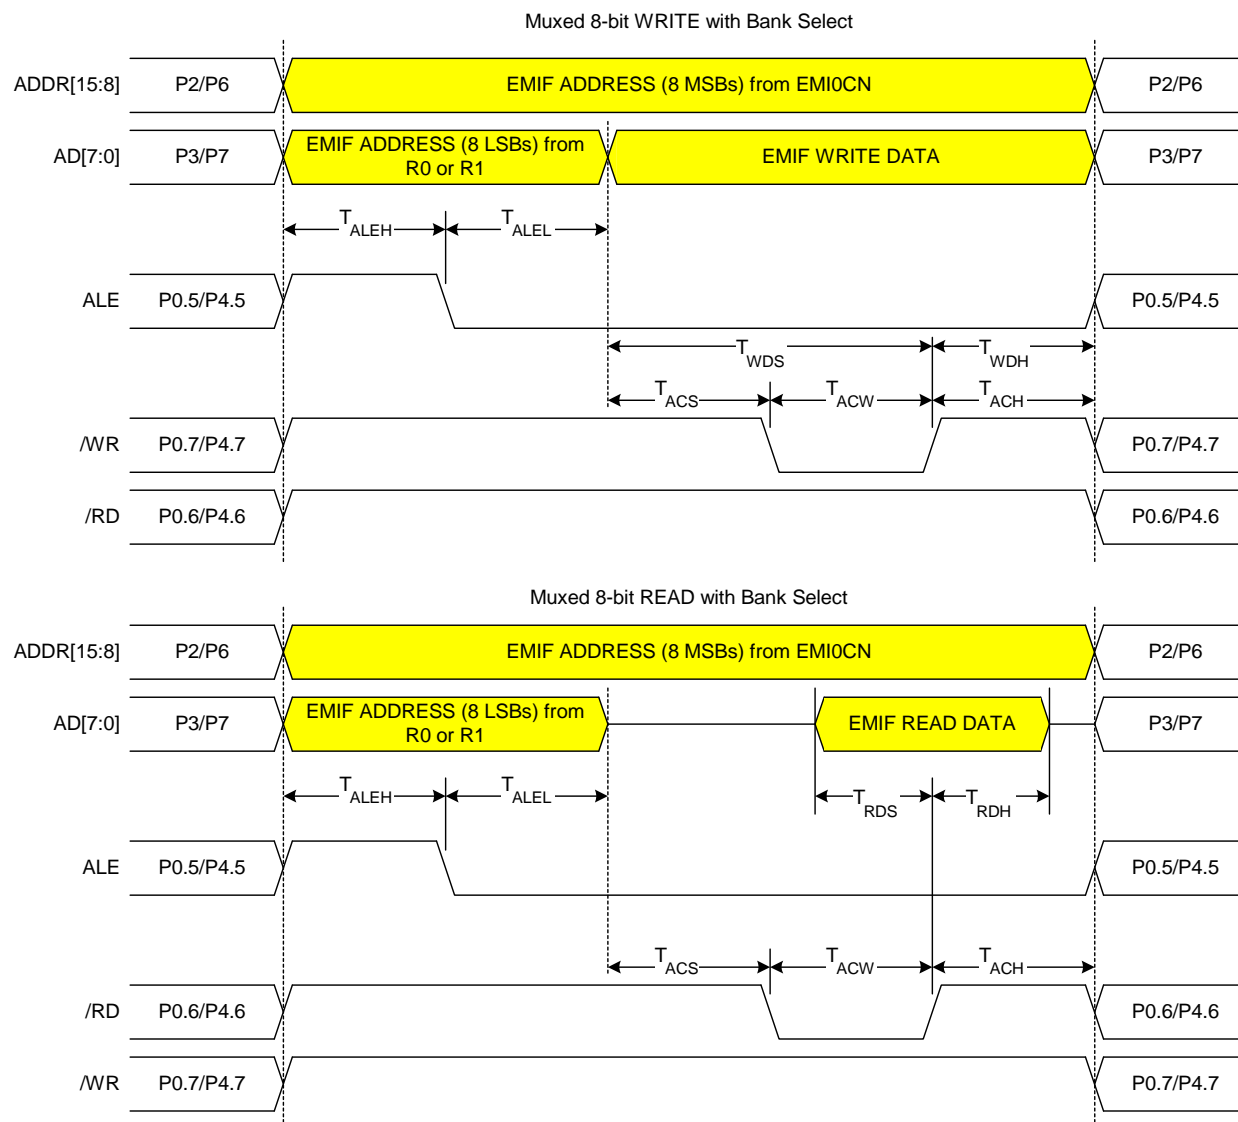 Muxed 8-bit WRITE with Bank Select
ADDR[15:8] P2/P6 EMIF ADDRESS (8 MSBs) from EMI0CN P2/P6
AD[7:0] P3/P7 EMIF ADDRESS (8 LSBs) from
R0 or R1 EMIF WRITE DATA P3/P7
TALEH TALEL
ALE P0.5/P4.5 P0.5/P4.5
TWDS TWDH
TACS TACW TACH
/WR P0.7/P4.7 P0.7/P4.7
/RD P0.6/P4.6 P0.6/P4.6
Muxed 8-bit READ with Bank Select
ADDR[15:8] P2/P6 EMIF ADDRESS (8 MSBs) from EMI0CN P2/P6
AD[7:0] P3/P7 EMIF ADDRESS (8 LSBs) from
R0 or R1 EMIF READ DATA P3/P7
TALEH TALEL TRDS TRDH
ALE P0.5/P4.5 P0.5/P4.5
TACS TACW TACH
/RD P0.6/P4.6 P0.6/P4.6
/WR P0.7/P4.7 P0.7/P4.7